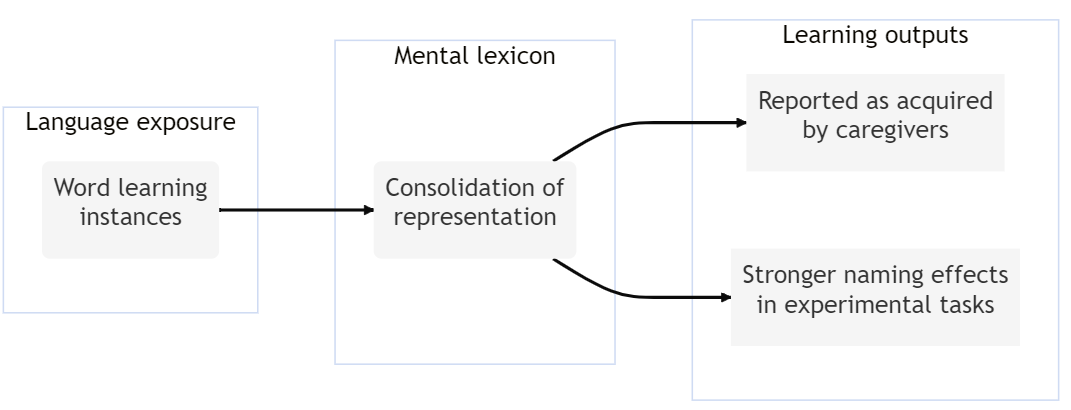 Language exposure
Word learning
instances
Mental lexicon
Consolidation of
representation
Learning outputs
Reported as acquired
by caregivers
Stronger naming effects
in experimental tasks